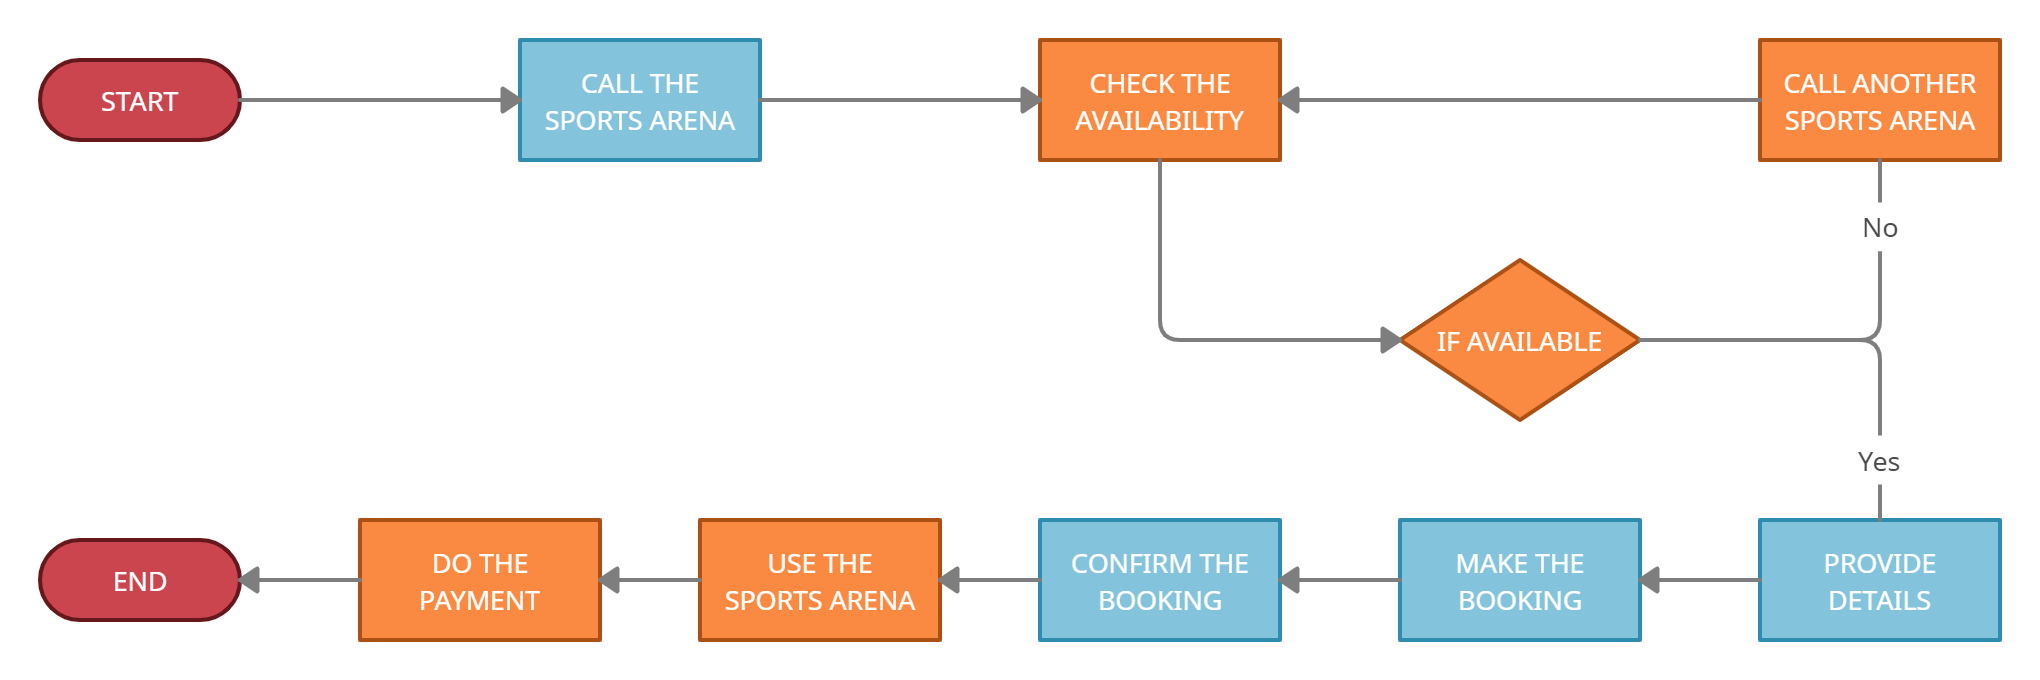 START
CALL THE
SPORTS ARENA
CHECK THE
AVAILABILITY
CALL ANOTHER
SPORTS ARENA
No
IF AVAILABLE
Yes
END
DO THE
PAYMENT
USE THE
SPORTS ARENA
CONFIRM THE
BOOKING
MAKE THE
BOOKING
PROVIDE
DETAILS